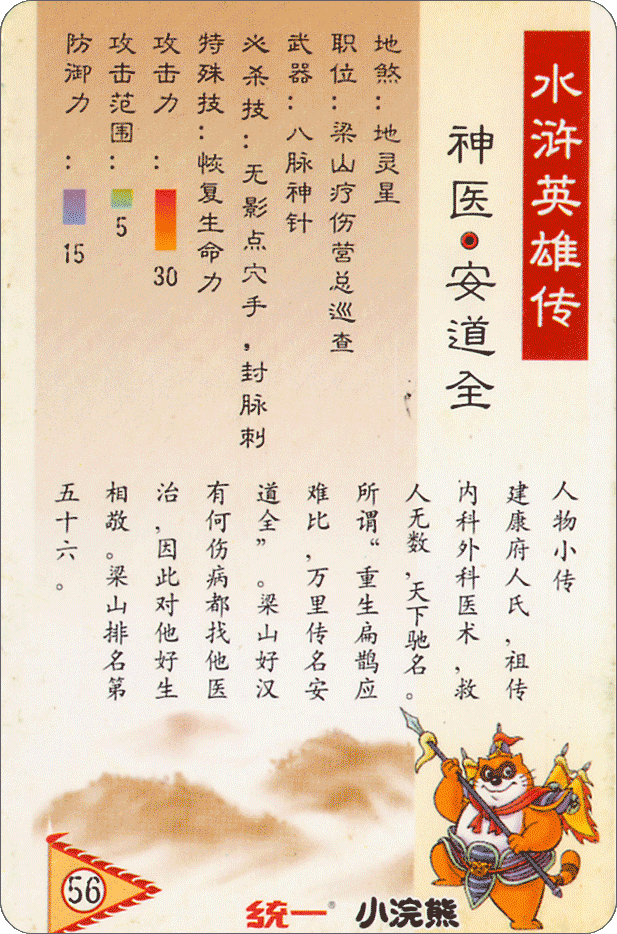 水浒英雄传
神医·安道全
地煞：地灵星
职位：梁山疗伤营总巡查
武器：八脉神针
必杀技：无影点穴手，封脉刺
特殊技：恢复生命力
攻击力：
30
攻击范围：
5
防御力：
15
人物小传
建康府人氏，祖传
内科外科医术，救
人无数，天下驰名。
所谓“重生扁鹊应
难比，万里传名安
道全”。梁山好汉
有何伤病都找他医
治，因此对他好生
相敬。梁山排名第
五十六。
56
统一® 小浣熊